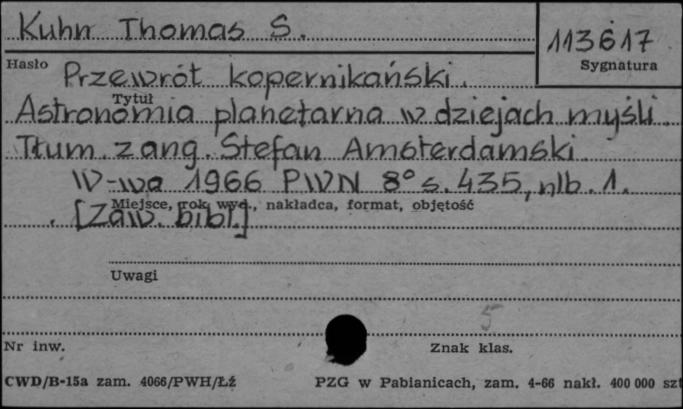 Kuhn Thomas S.
113617
Hasło
Sygnatura
Przewrót kopernikański.
Tytuł
Astronomia planetarna w dziejach myśli.
Tłum. z ang. Stefan Amsterdamski
W-wa 1966 PWN 8° s. 435, nlb. 1.
Miejsce, rok wyd., nakładca, format, objętość
. [Zaw. bibl.]
Uwagi
5
Nr inw.
Znak klas.
CWD/B-15a zam. 4066/PWH/Łź
PZG w Pabianicach, zam. 4-66 nakł. 400 000 szt